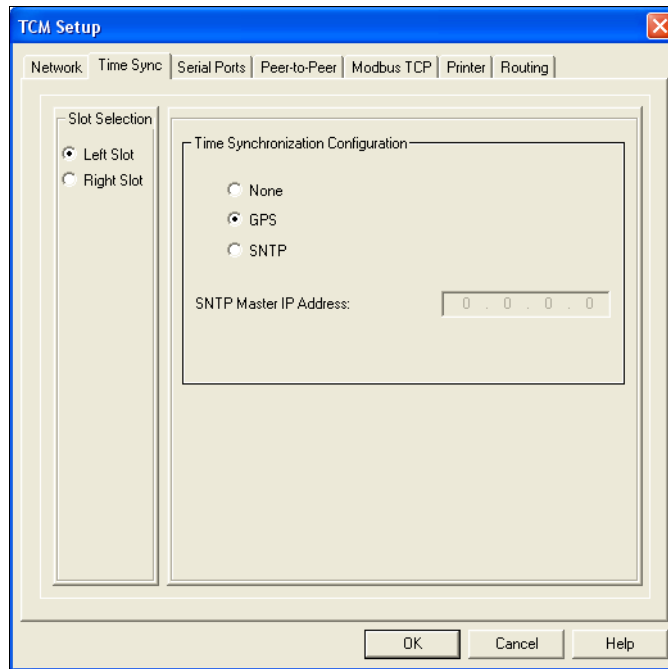 TCM Setup
Network Time Sync Serial Ports Peer-to-Peer Modbus TCP Printer Routing
Slot Selection
Left Slot
Right Slot
Time Synchronization Configuration
None
GPS
SNTP
SNTP Master IP Address: 0 . 0 . 0 . 0
OK Cancel Help